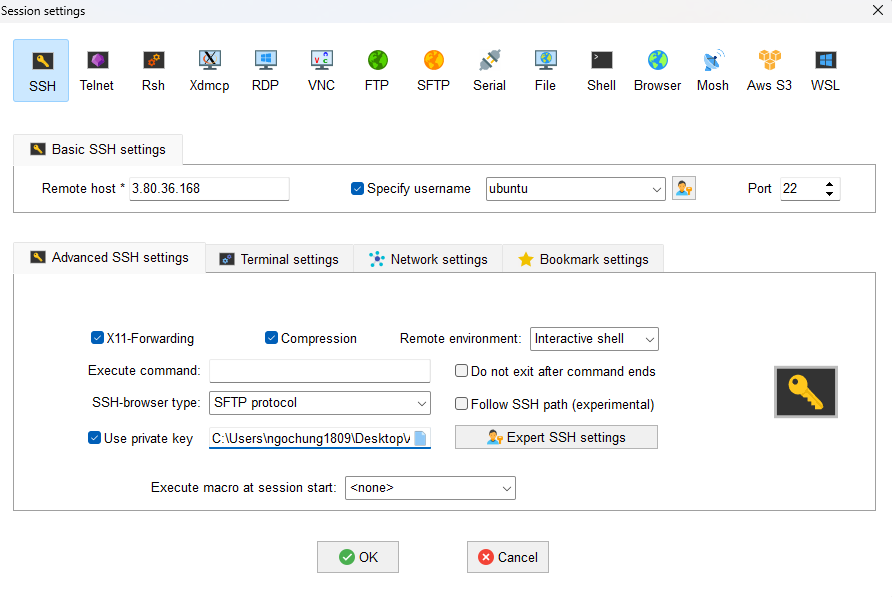 Session settings
SSH Telnet Rsh Xdmcp RDP VNC FTP SFTP Serial File Shell Browser Mosh Aws S3 WSL
Basic SSH settings
Remote host * 3.80.36.168 Specify username ubuntu Port 22
Advanced SSH settings Terminal settings Network settings Bookmark settings
X11-Forwarding Compression Remote environment: Interactive shell
Execute command: Do not exit after command ends
SSH-browser type: SFTP protocol Follow SSH path (experimental)
Use private key C:\Users\ngochung1809\Desktop\ Expert SSH settings
Execute macro at session start: <none>
OK Cancel